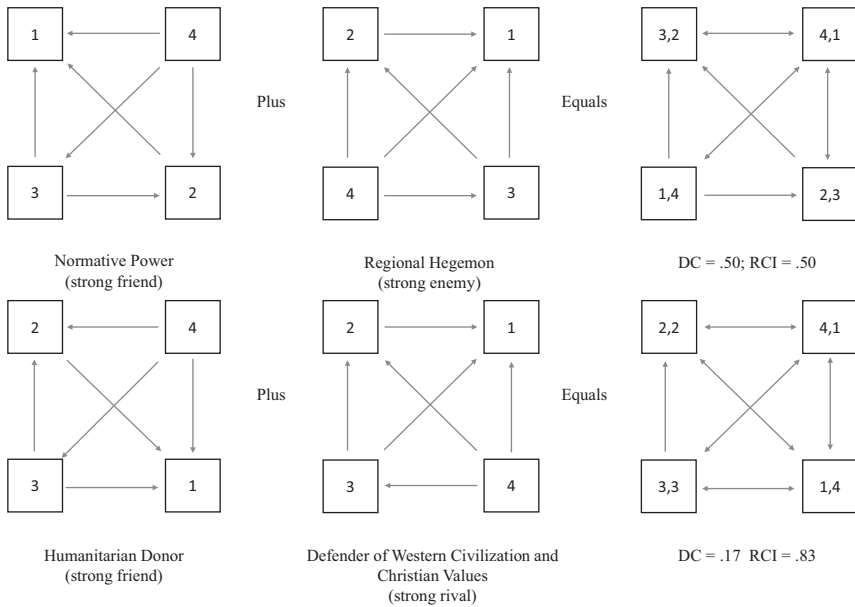 1 4 2 1 3,2 4,1
Plus Equals
3 2 4 3 1,4 2,3
Normative Power Regional Hegemon DC = .50; RCI = .50
(strong friend) (strong enemy)
2 4 2 1 2,2 4,1
Plus Equals
3 1 3 4 3,3 1,4
Humanitarian Donor Defender of Western Civilization and DC = .17 RCI = .83
(strong friend) Christian Values
(strong rival)